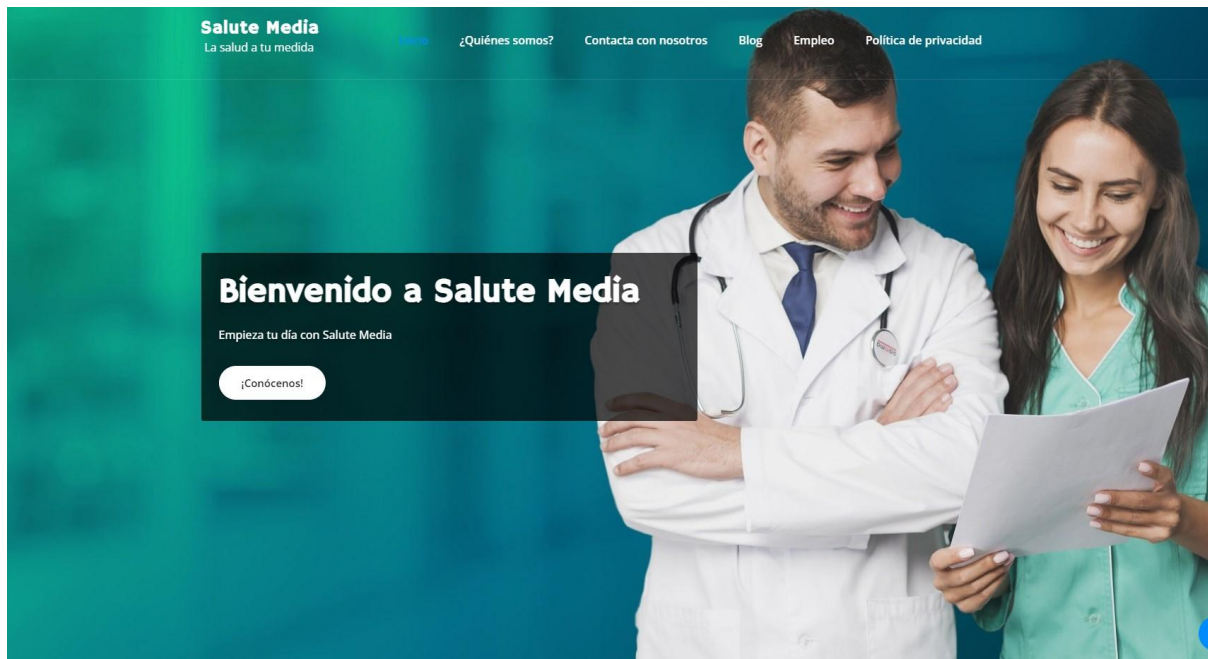 Salute Media
La salud a tu medida
Inicio
¿Quiénes somos?
Contacta con nosotros
Blog
Empleo
Política de privacidad
Bienvenido a Salute Media
Empieza tu día con Salute Media
¡Conócenos!